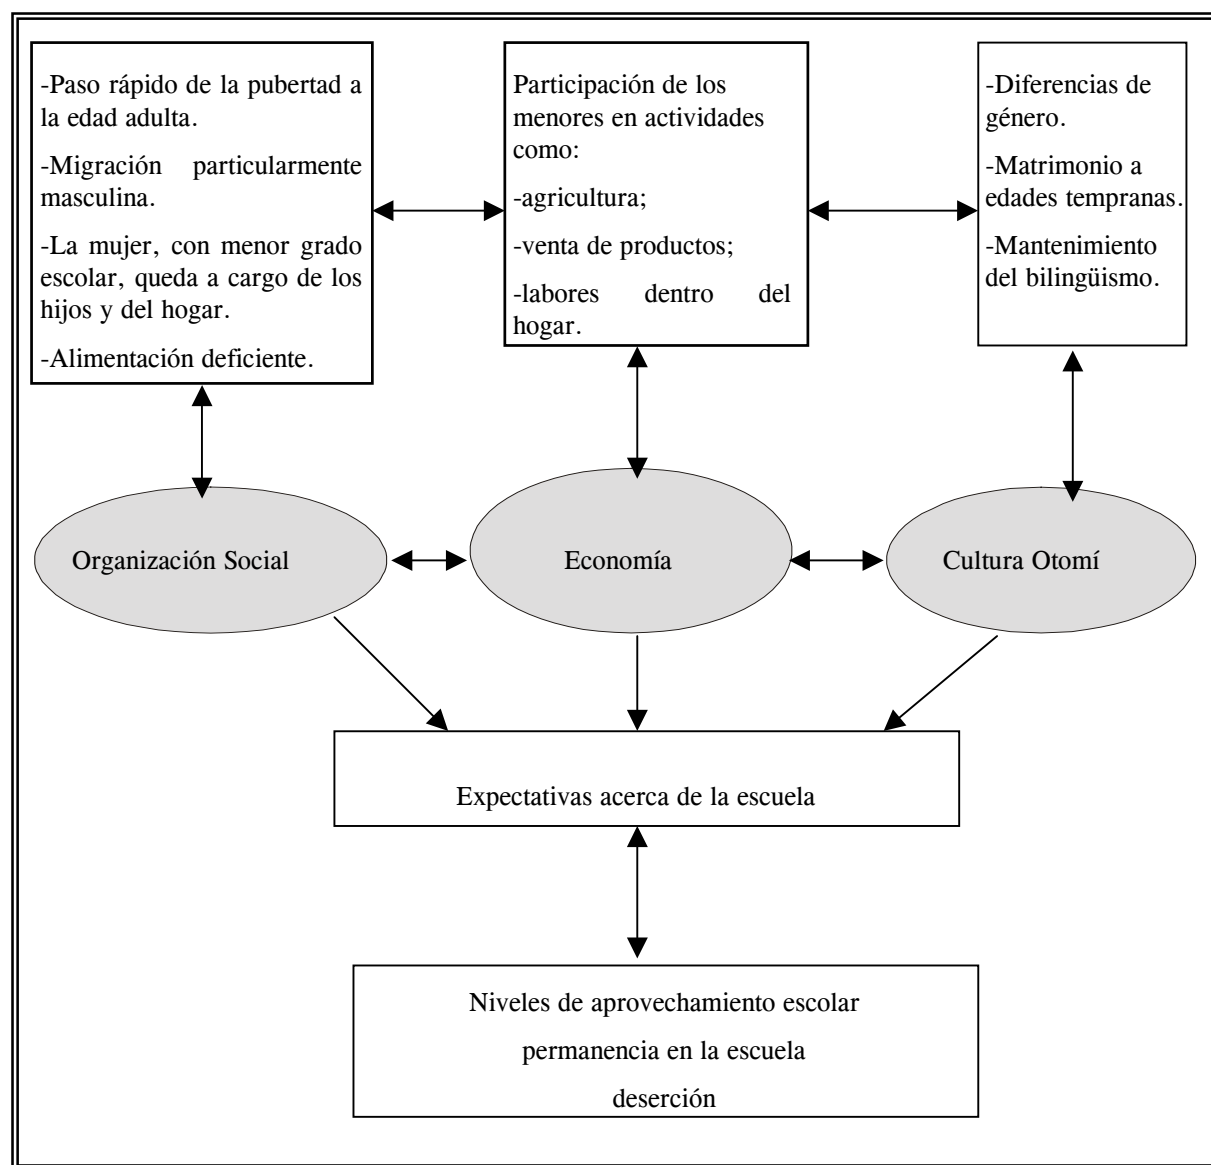 -Paso rápido de la pubertad a
la edad adulta.
-Migración particularmente
masculina.
-La mujer, con menor grado
escolar, queda a cargo de los
hijos y del hogar.
-Alimentación deficiente.
Participación de los
menores en actividades
como:
-agricultura;
-venta de productos;
-labores dentro del
hogar.
-Diferencias de
género.
-Matrimonio a
edades tempranas.
-Mantenimiento
del bilingüismo.
Organización Social
Economía
Cultura Otomí
Expectativas acerca de la escuela
Niveles de aprovechamiento escolar
permanencia en la escuela
deserción